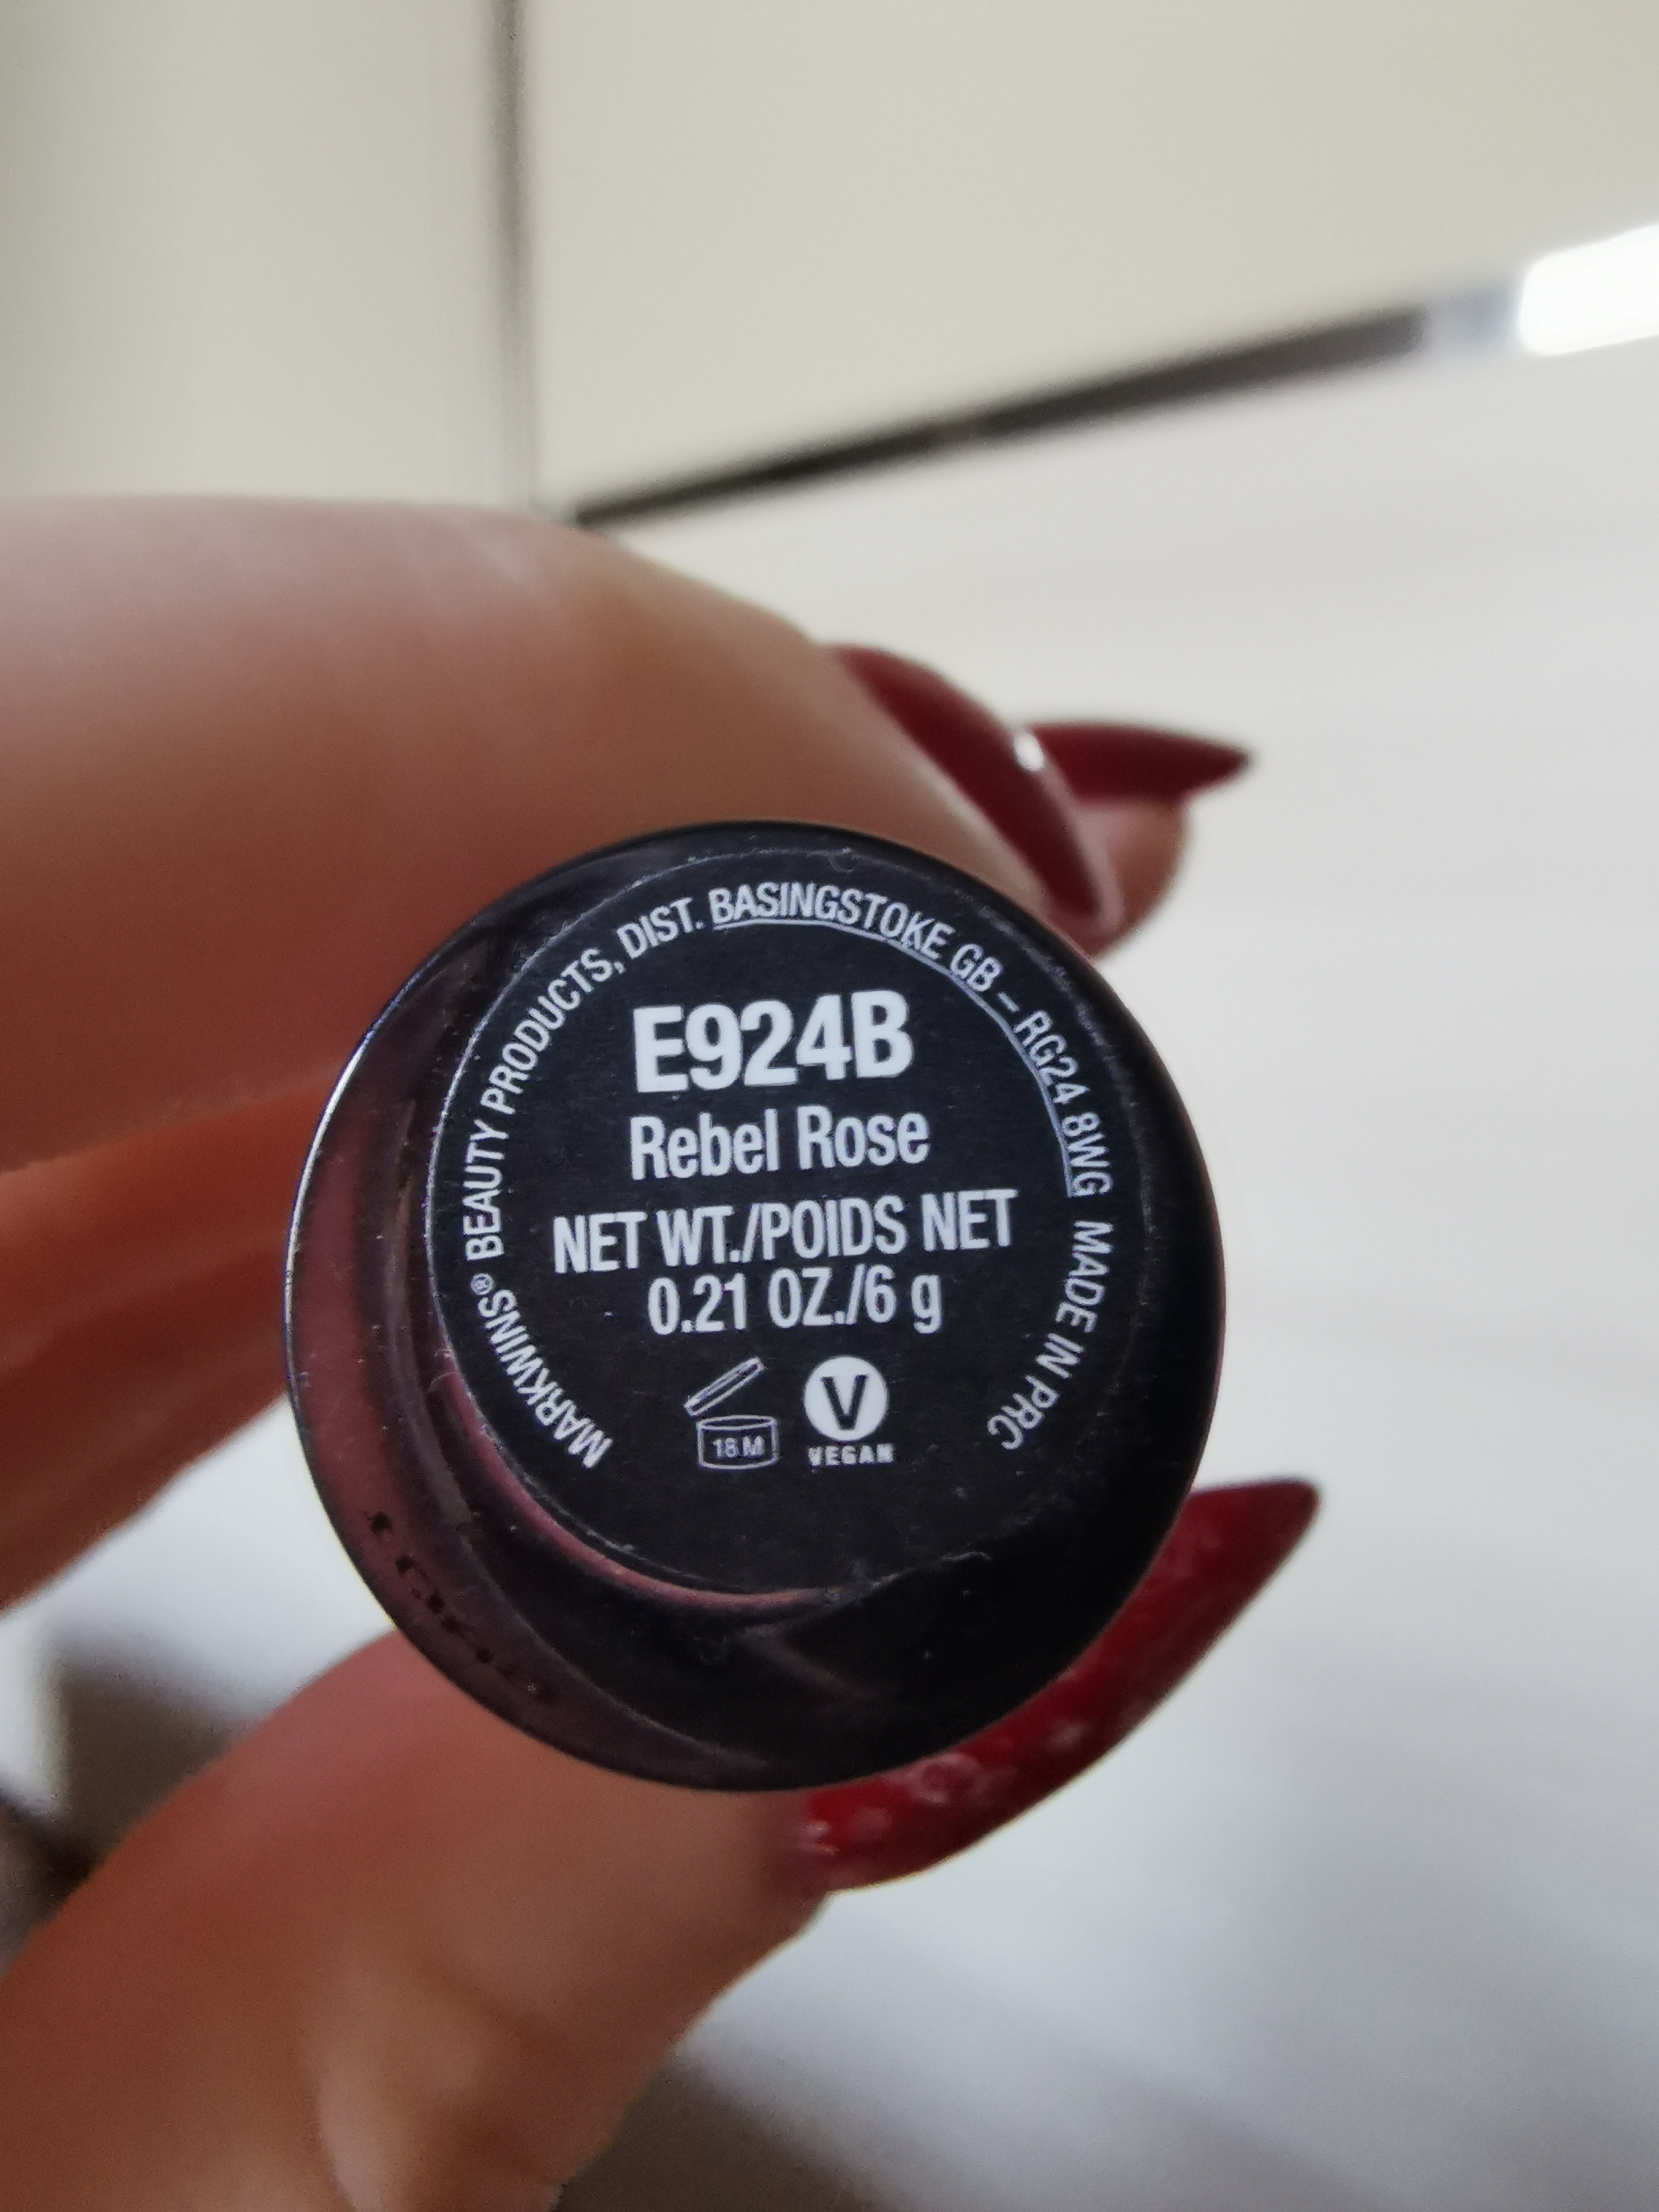 MARKWINS® BEAUTY PRODUCTS, DIST. BASINGSTOKE GB – RG24 8WG MADE IN PRC
E924B
Rebel Rose
NET WT./POIDS NET
0.21 OZ./6 g
18 M
V
VEGAN